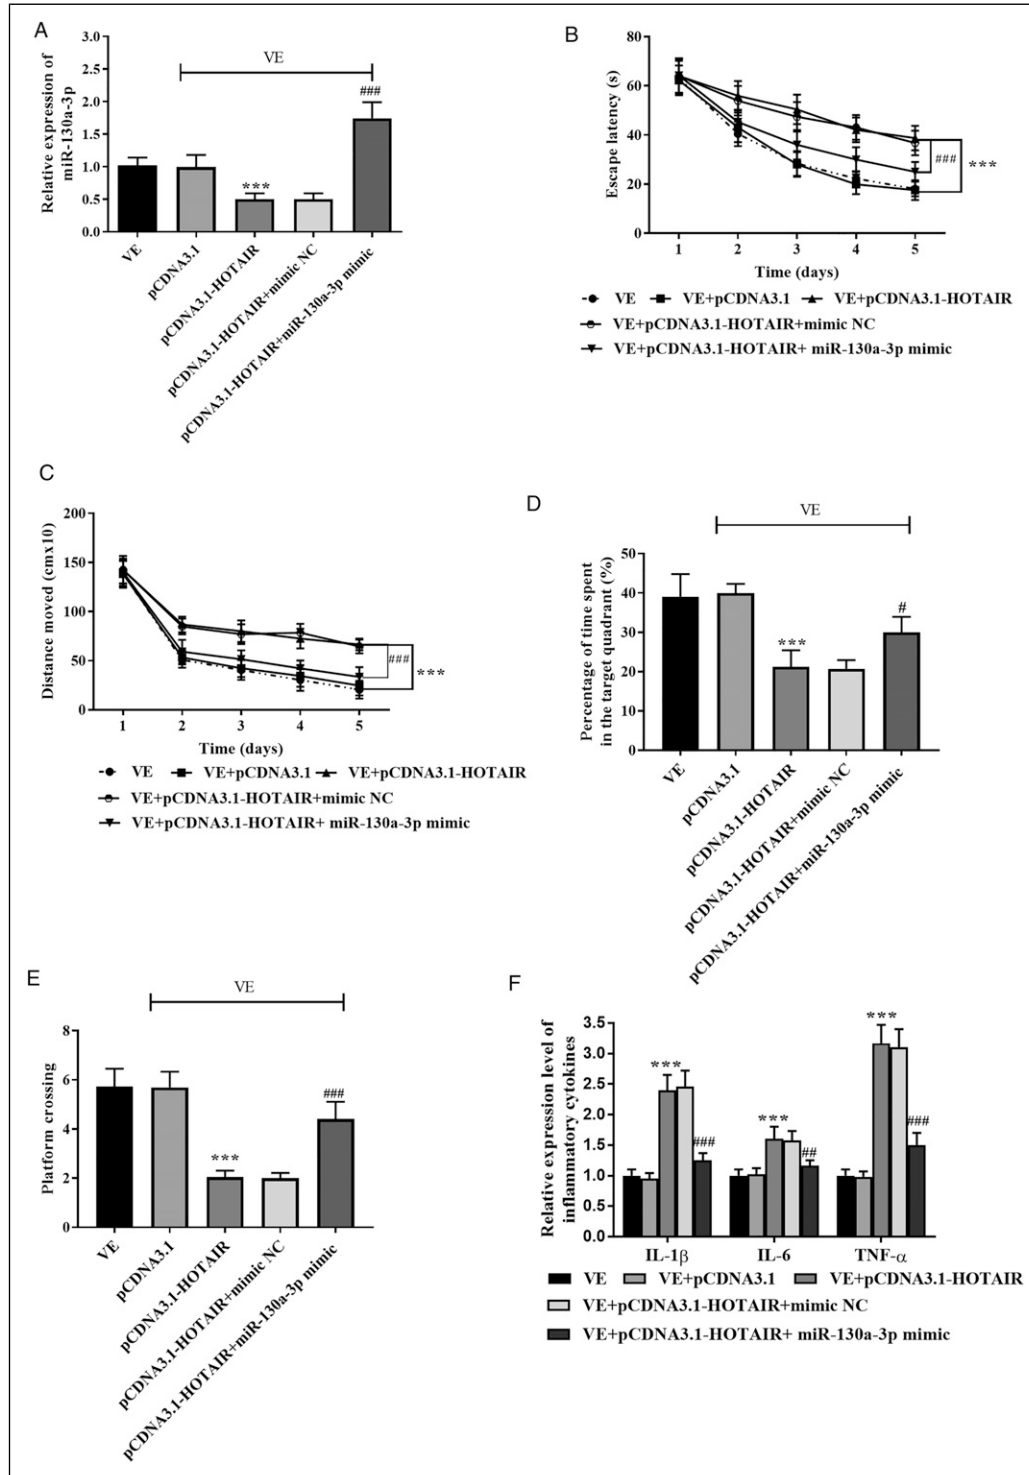 A
VE
Relative expression of
miR-130a-3p
3.0
2.5
2.0
1.5
1.0
0.5
0.0
***
###
VE
pCDNA3.1
pCDNA3.1-HOTAIR
pCDNA3.1-HOTAIR+mimic NC
pCDNA3.1-HOTAIR+miR-130a-3p mimic
B
Escape latency (s)
80
60
40
20
0
###
***
1 2 3 4 5
Time (days)
VE VE+pCDNA3.1 VE+pCDNA3.1-HOTAIR
VE+pCDNA3.1-HOTAIR+mimic NC
VE+pCDNA3.1-HOTAIR+ miR-130a-3p mimic
C
Distance moved (cmx10)
200
150
100
50
0
###
***
1 2 3 4 5
Time (days)
VE VE+pCDNA3.1 VE+pCDNA3.1-HOTAIR
VE+pCDNA3.1-HOTAIR+mimic NC
VE+pCDNA3.1-HOTAIR+ miR-130a-3p mimic
D
VE
Percentage of time spent
in the target quadrant (%)
50
40
30
20
10
0
***
#
VE
pCDNA3.1
pCDNA3.1-HOTAIR
pCDNA3.1-HOTAIR+mimic NC
pCDNA3.1-HOTAIR+miR-130a-3p mimic
E
VE
Platform crossing
8
6
4
2
0
***
###
VE
pCDNA3.1
pCDNA3.1-HOTAIR
pCDNA3.1-HOTAIR+mimic NC
pCDNA3.1-HOTAIR+miR-130a-3p mimic
F
Relative expression level of
inflammatory cytokines
3.5
3.0
2.5
2.0
1.5
1.0
0.5
0.0
***
###
***
##
***
###
IL-1β IL-6 TNF-α
VE VE+pCDNA3.1 VE+pCDNA3.1-HOTAIR
VE+pCDNA3.1-HOTAIR+mimic NC
VE+pCDNA3.1-HOTAIR+ miR-130a-3p mimic